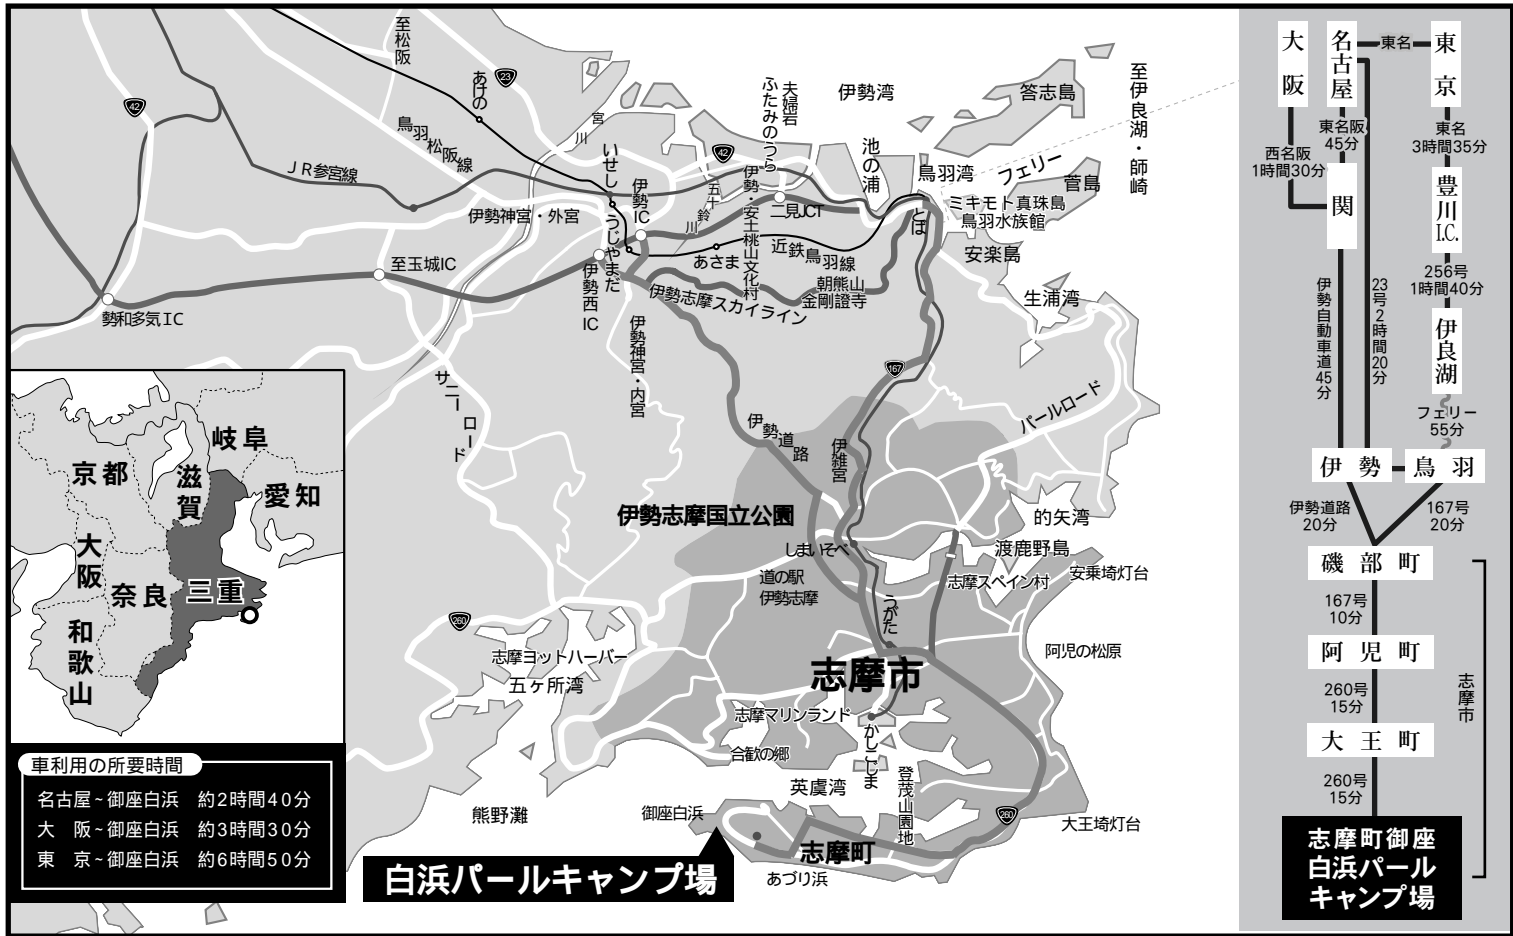 至松阪
あけの
23
42
鳥羽松阪線
JR参宮線
宮川
いせし
伊勢神宮・外宮
伊勢IC
うじやまだ
42
夫婦岩
ふたみのうら
伊勢湾
池の浦
五十鈴川
伊勢・安土桃山文化村
二見JCT
近鉄鳥羽線
あさま
朝熊山
金剛證寺
伊勢志摩スカイライン
伊勢西IC
至玉城IC
勢和多気IC
伊勢神宮・内宮
答志島
至伊良湖・師崎
鳥羽湾
フェリー
菅島
ミキモト真珠島
鳥羽水族館
とば
安楽島
生浦湾
167
パールロード
サニーロード
伊勢道路
伊雑宮
伊勢志摩国立公園
的矢湾
しまいそべ
渡鹿野島
道の駅
伊勢志摩
志摩スペイン村
安乗埼灯台
うがた
260
志摩ヨットハーバー
五ヶ所湾
志摩市
阿児の松原
志摩マリンランド
かしこじま
合歓の郷
英虞湾
登茂山園地
熊野灘
御座白浜
260
大王埼灯台
志摩町
あづり浜
白浜パールキャンプ場
岐阜
京都
滋賀
愛知
大阪
奈良
三重
和歌山
車利用の所要時間
名古屋~御座白浜 約2時間40分
大 阪~御座白浜 約3時間30分
東 京~御座白浜 約6時間50分
大阪
名古屋
東名
東京
東名阪
45分
東名
3時間35分
西名阪
1時間30分
関
豊川I.C.
256号
1時間40分
伊勢自動車道45分
23号2時間20分
伊良湖
フェリー
55分
伊勢
鳥羽
伊勢道路
20分
167号
20分
磯部町
167号
10分
阿児町
260号
15分
志摩市
大王町
260号
15分
志摩町御座
白浜パール
キャンプ場